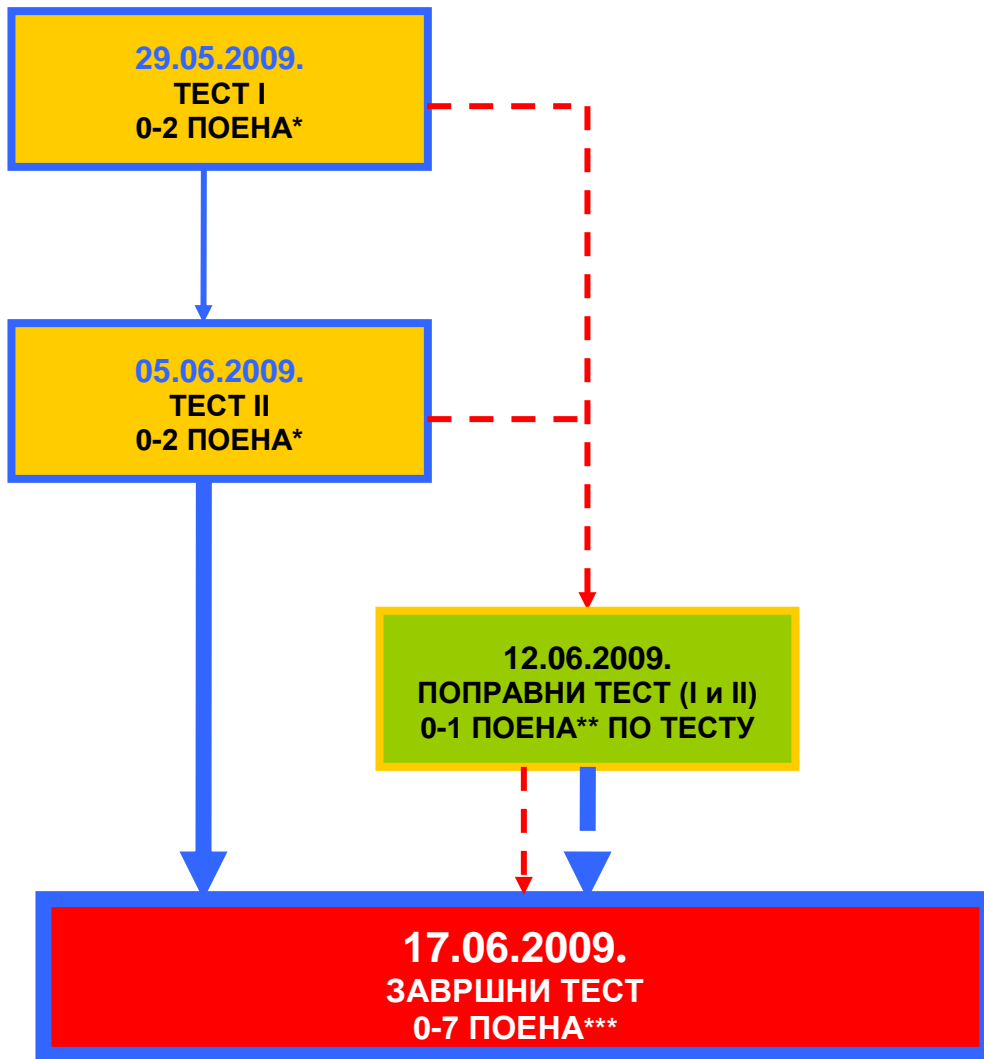 29.05.2009.
ТЕСТ I
0-2 ПОЕНА*
05.06.2009.
ТЕСТ II
0-2 ПОЕНА*
12.06.2009.
ПОПРАВНИ ТЕСТ (I и II)
0-1 ПОЕНА** ПО ТЕСТУ
17.06.2009.
ЗАВРШНИ ТЕСТ
0-7 ПОЕНА***